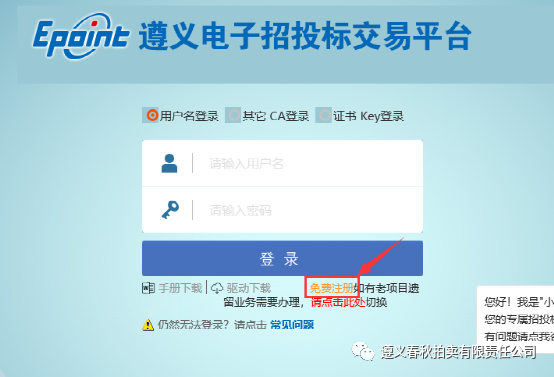 Epoint 遵义电子招投标交易平台
用户名登录 其它 CA登录 证书 Key登录
请输入用户名
请输入密码
登 录
手册下载 驱动下载 免费注册如有老项目遗
留业务需要办理，请点击此处切换
仍然无法登录？请点击 常见问题
您好！我是"小
您的专属招投标
有问题请点我咨
遵义春秋拍卖有限责任公司